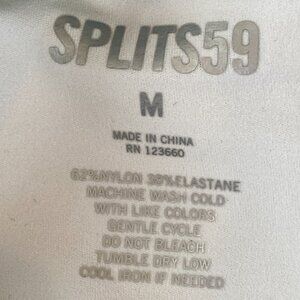 SPLITS59
M
MADE IN CHINA
RN 123660
62%NYLON 38%ELASTANE
MACHINE WASH COLD
WITH LIKE COLORS
GENTLE CYCLE
DO NOT BLEACH
TUMBLE DRY LOW
COOL IRON IF NEEDED